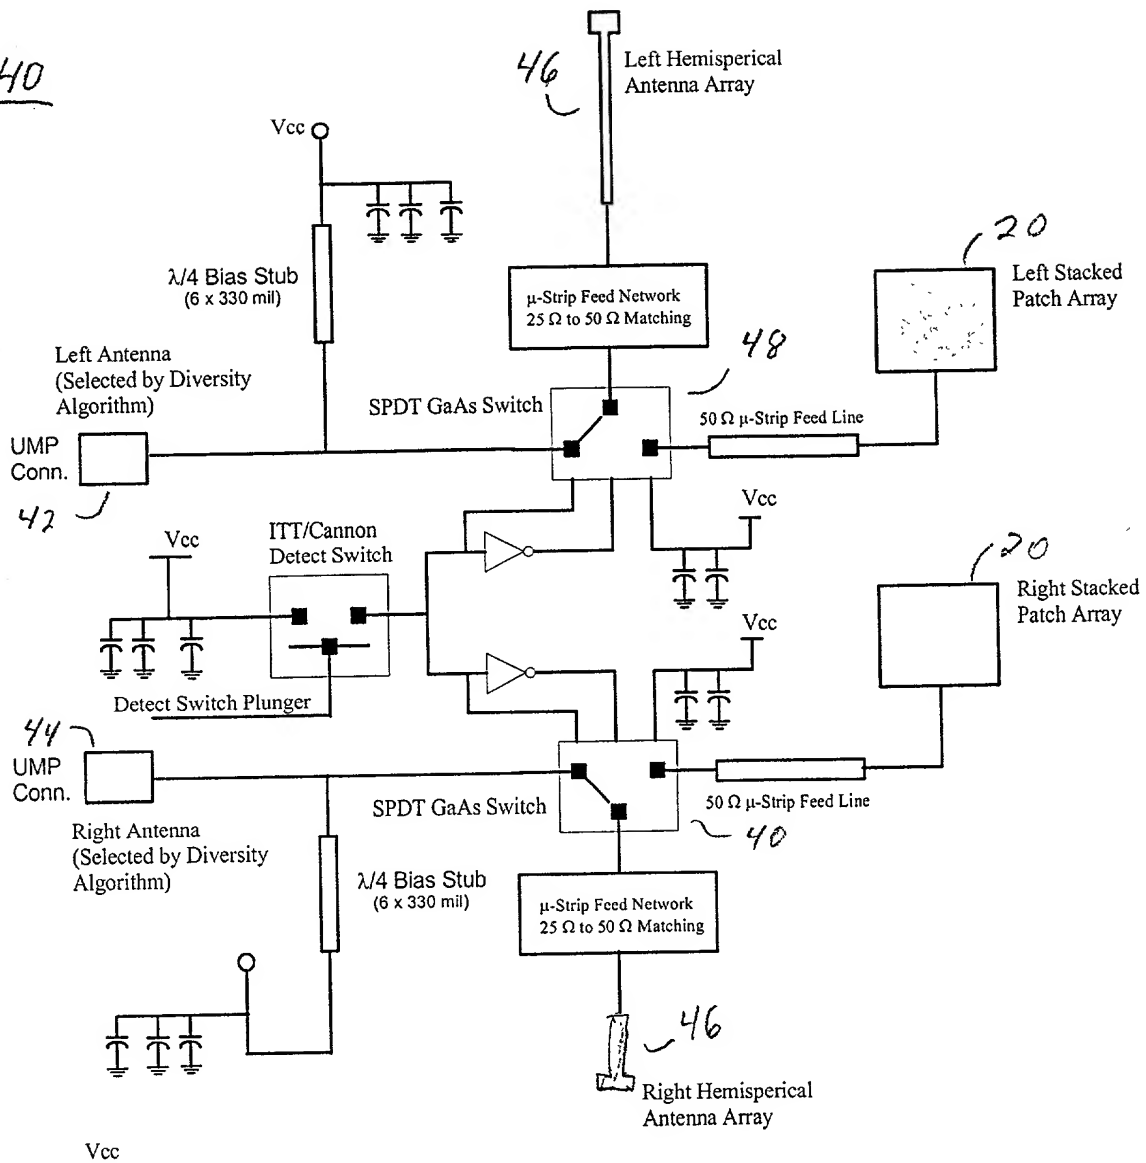 40
46
Left Hemisperical
Antenna Array
Vcc
20
λ/4 Bias Stub
(6 x 330 mil)
μ-Strip Feed Network
25 Ω to 50 Ω Matching
Left Stacked
Patch Array
Left Antenna
(Selected by Diversity
Algorithm)
48
SPDT GaAs Switch
50 Ω μ-Strip Feed Line
UMP
Conn.
42
Vcc
ITT/Cannon
Detect Switch
Vcc
20
Right Stacked
Patch Array
Vcc
Detect Switch Plunger
44
UMP
Conn.
SPDT GaAs Switch
50 Ω μ-Strip Feed Line
40
Right Antenna
(Selected by Diversity
Algorithm)
λ/4 Bias Stub
(6 x 330 mil)
μ-Strip Feed Network
25 Ω to 50 Ω Matching
46
Right Hemisperical
Antenna Array
Vcc